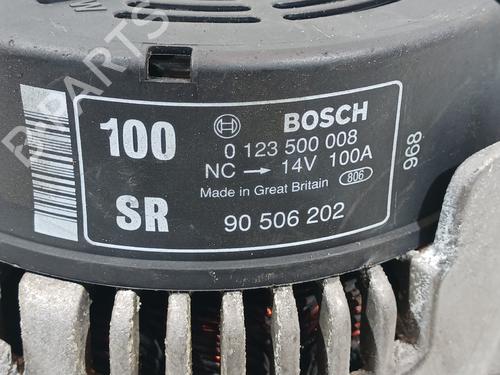 100
BOSCH
0 123 500 008
NC → 14V 100A
Made in Great Britain 806
SR
90 506 202
968
PARTS